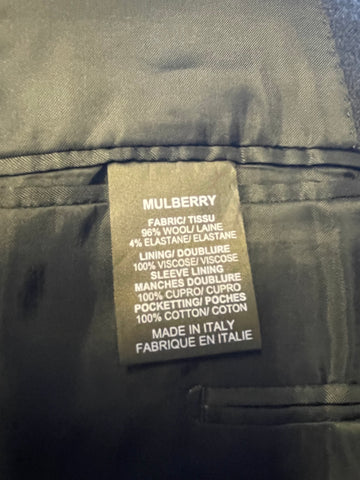 MULBERRY
FABRIC/ TISSU
96% WOOL/ LAINE
4% ELASTANE/ ELASTANE
LINING/ DOUBLURE
100% VISCOSE/ VISCOSE
SLEEVE LINING
MANCHES DOUBLURE
100% CUPRO/ CUPRO
POCKETTING/ POCHES
100% COTTON/ COTON
MADE IN ITALY
FABRIQUE EN ITALIE